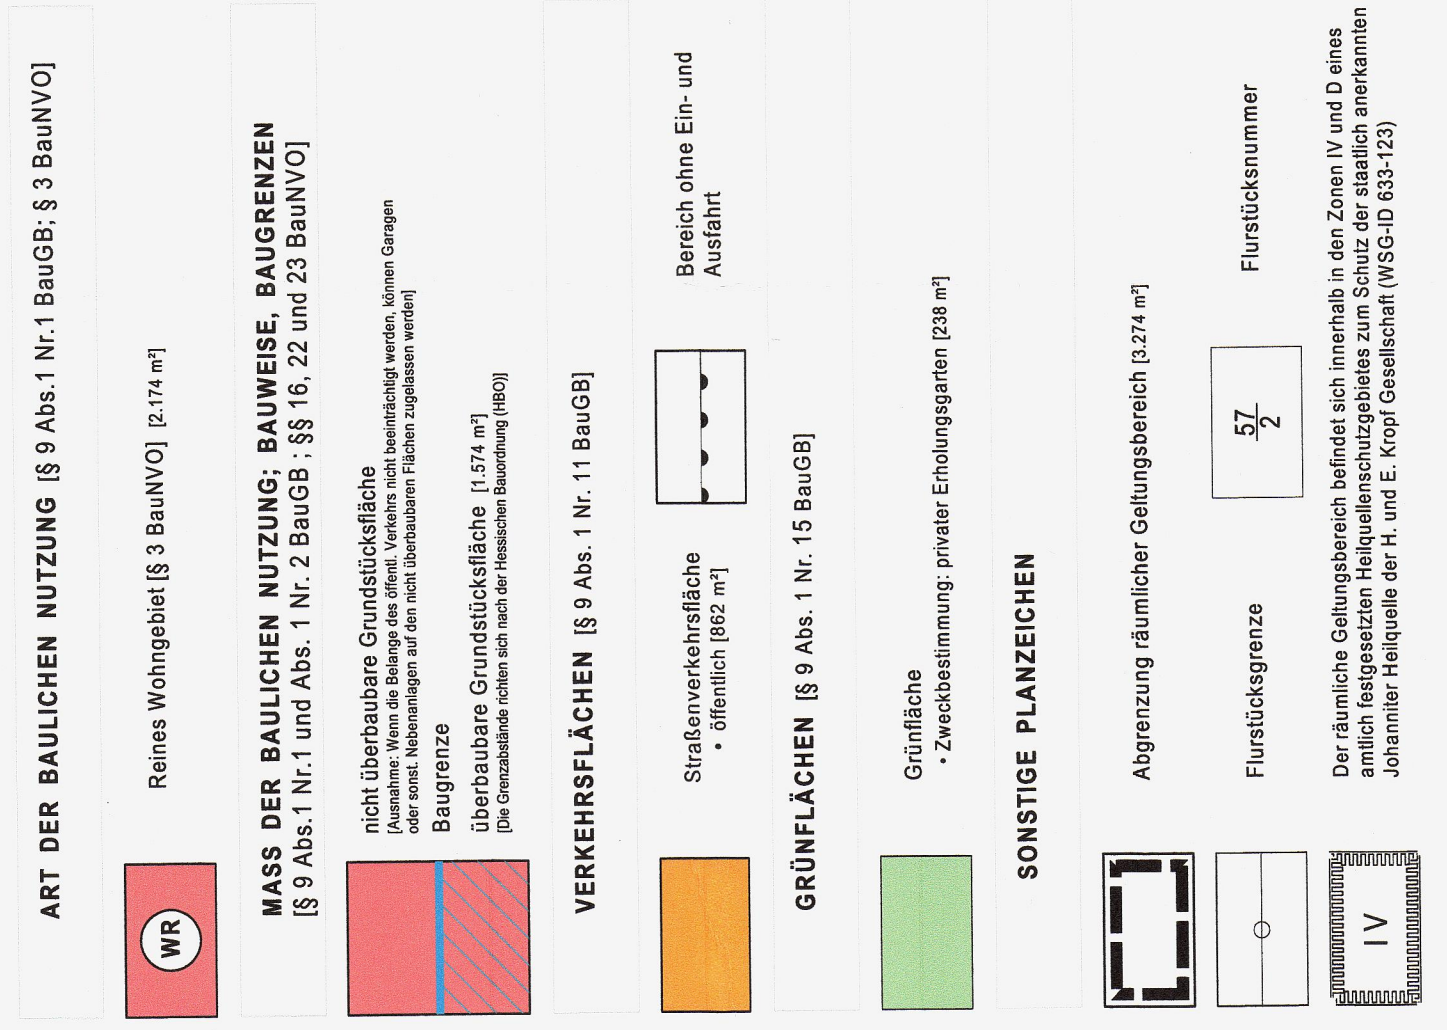 ART DER BAULICHEN NUTZUNG [§ 9 Abs.1 Nr.1 BauGB; § 3 BauNVO]
WR
Reines Wohngebiet [§ 3 BauNVO] [2.174 m²]
MASS DER BAULICHEN NUTZUNG; BAUWEISE, BAUGRENZEN
[§ 9 Abs.1 Nr.1 und Abs. 1 Nr. 2 BauGB ; §§ 16, 22 und 23 BauNVO]
nicht überbaubare Grundstücksfläche
[Ausnahme: Wenn die Belange des öffentl. Verkehrs nicht beeinträchtigt werden, können Garagen
oder sonst. Nebenanlagen auf den nicht überbaubaren Flächen zugelassen werden]
Baugrenze
überbaubare Grundstücksfläche [1.574 m²]
[Die Grenzabstände richten sich nach der Hessischen Bauordnung (HBO)]
VERKEHRSFLÄCHEN [§ 9 Abs. 1 Nr. 11 BauGB]
Straßenverkehrsfläche
• öffentlich [862 m²]
Bereich ohne Ein- und
Ausfahrt
GRÜNFLÄCHEN [§ 9 Abs. 1 Nr. 15 BauGB]
Grünfläche
• Zweckbestimmung: privater Erholungsgarten [238 m²]
SONSTIGE PLANZEICHEN
Abgrenzung räumlicher Geltungsbereich [3.274 m²]
Flurstücksgrenze
57
2
Flurstücksnummer
IV
Der räumliche Geltungsbereich befindet sich innerhalb in den Zonen IV und D eines
amtlich festgesetzten Heilquellenschutzgebietes zum Schutz der staatlich anerkannten
Johanniter Heilquelle der H. und E. Kropf Gesellschaft (WSG-ID 633-123)